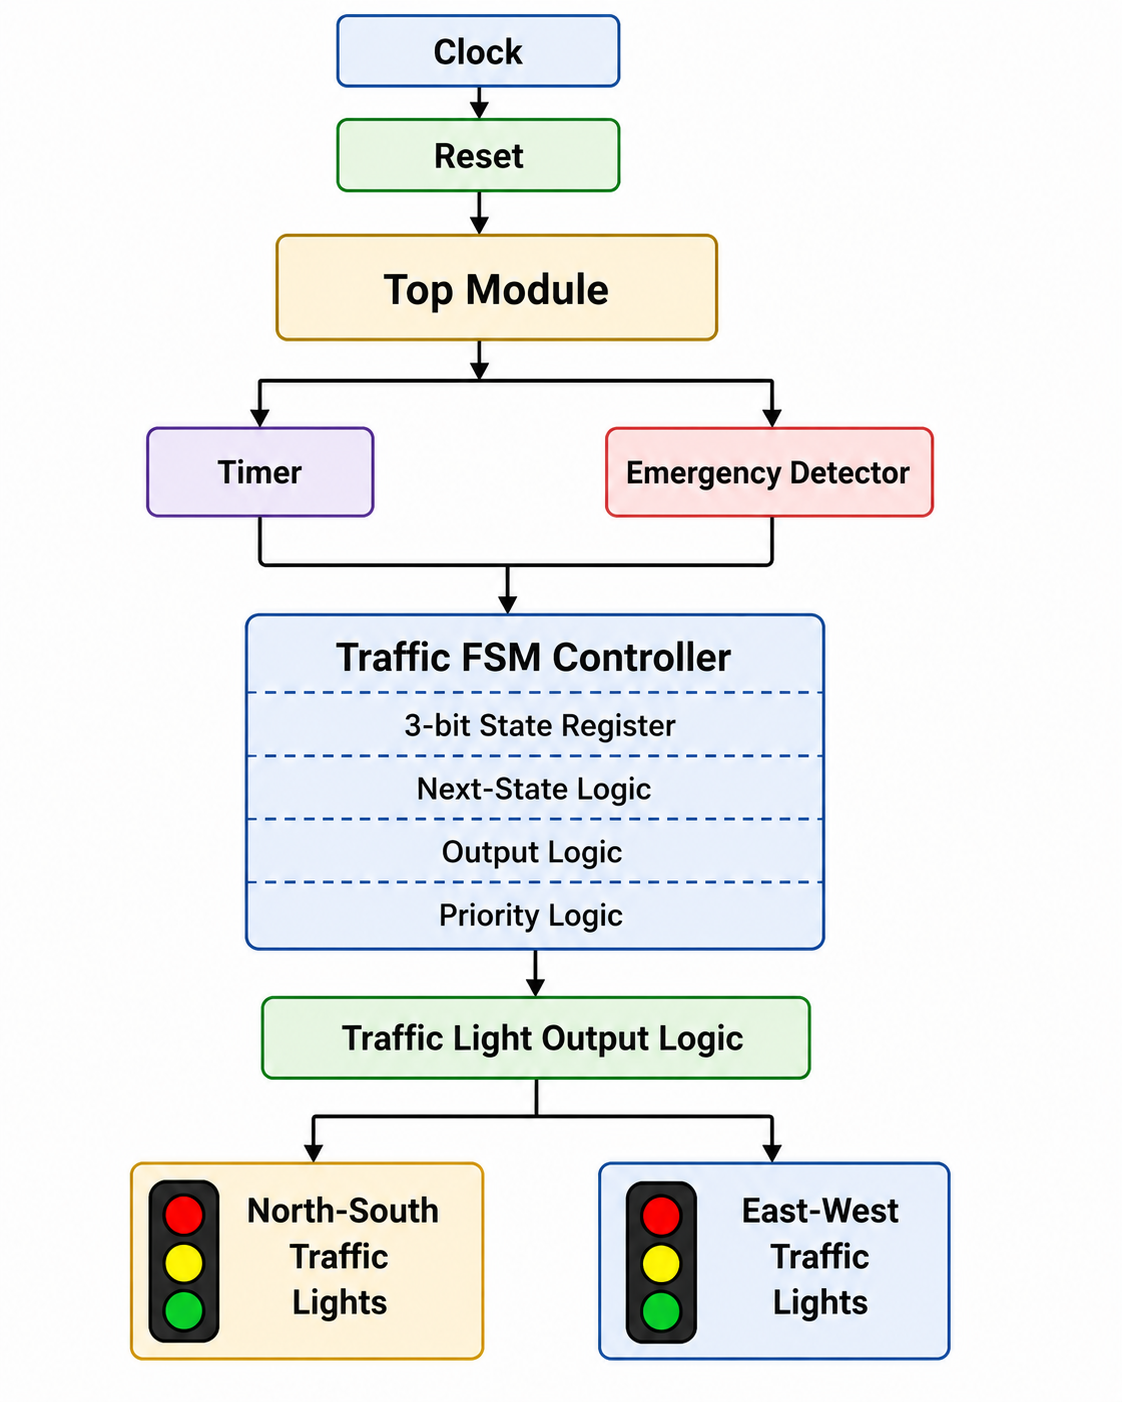 Clock
Reset
Top Module
Timer
Emergency Detector
Traffic FSM Controller
3-bit State Register
Next-State Logic
Output Logic
Priority Logic
Traffic Light Output Logic
North-South
Traffic
Lights
East-West
Traffic
Lights